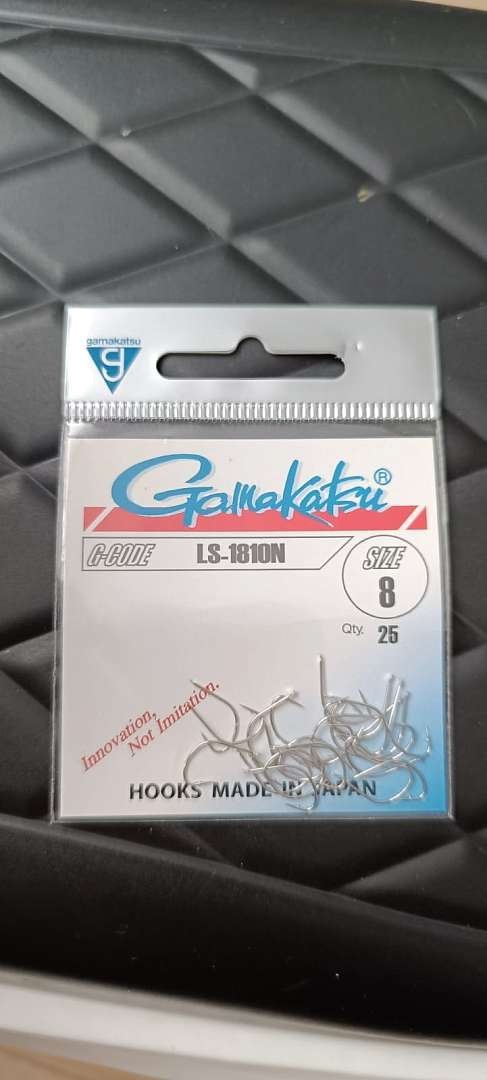 gamakatsu
g
Gamakatsu®
G-CODE LS-1810N SIZE
8
Qty. 25
Innovation,
Not Imitation.
HOOKS MADE IN JAPAN